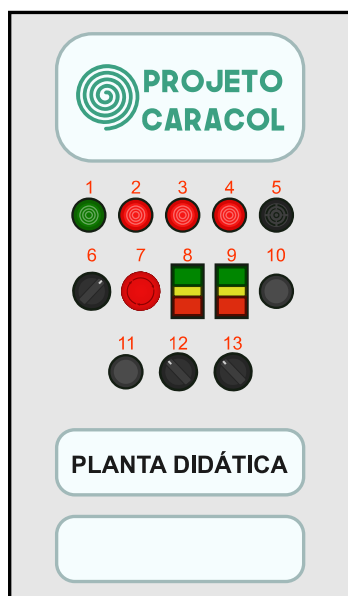 PROJETO
CARACOL
1 2 3 4 5
6 7 8 9 10
11 12 13
PLANTA DIDÁTICA